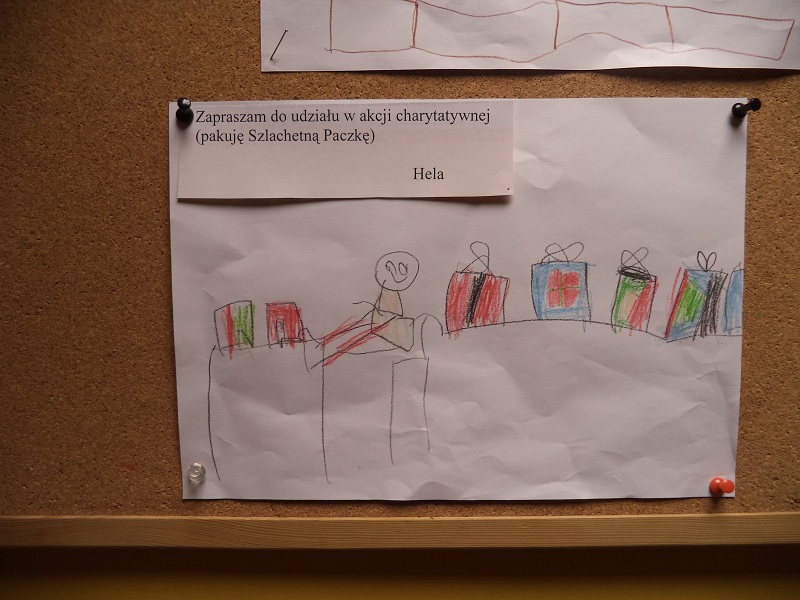 Zapraszam do udziału w akcji charytatywnej
(pakuję Szlachetną Paczkę)
Hela